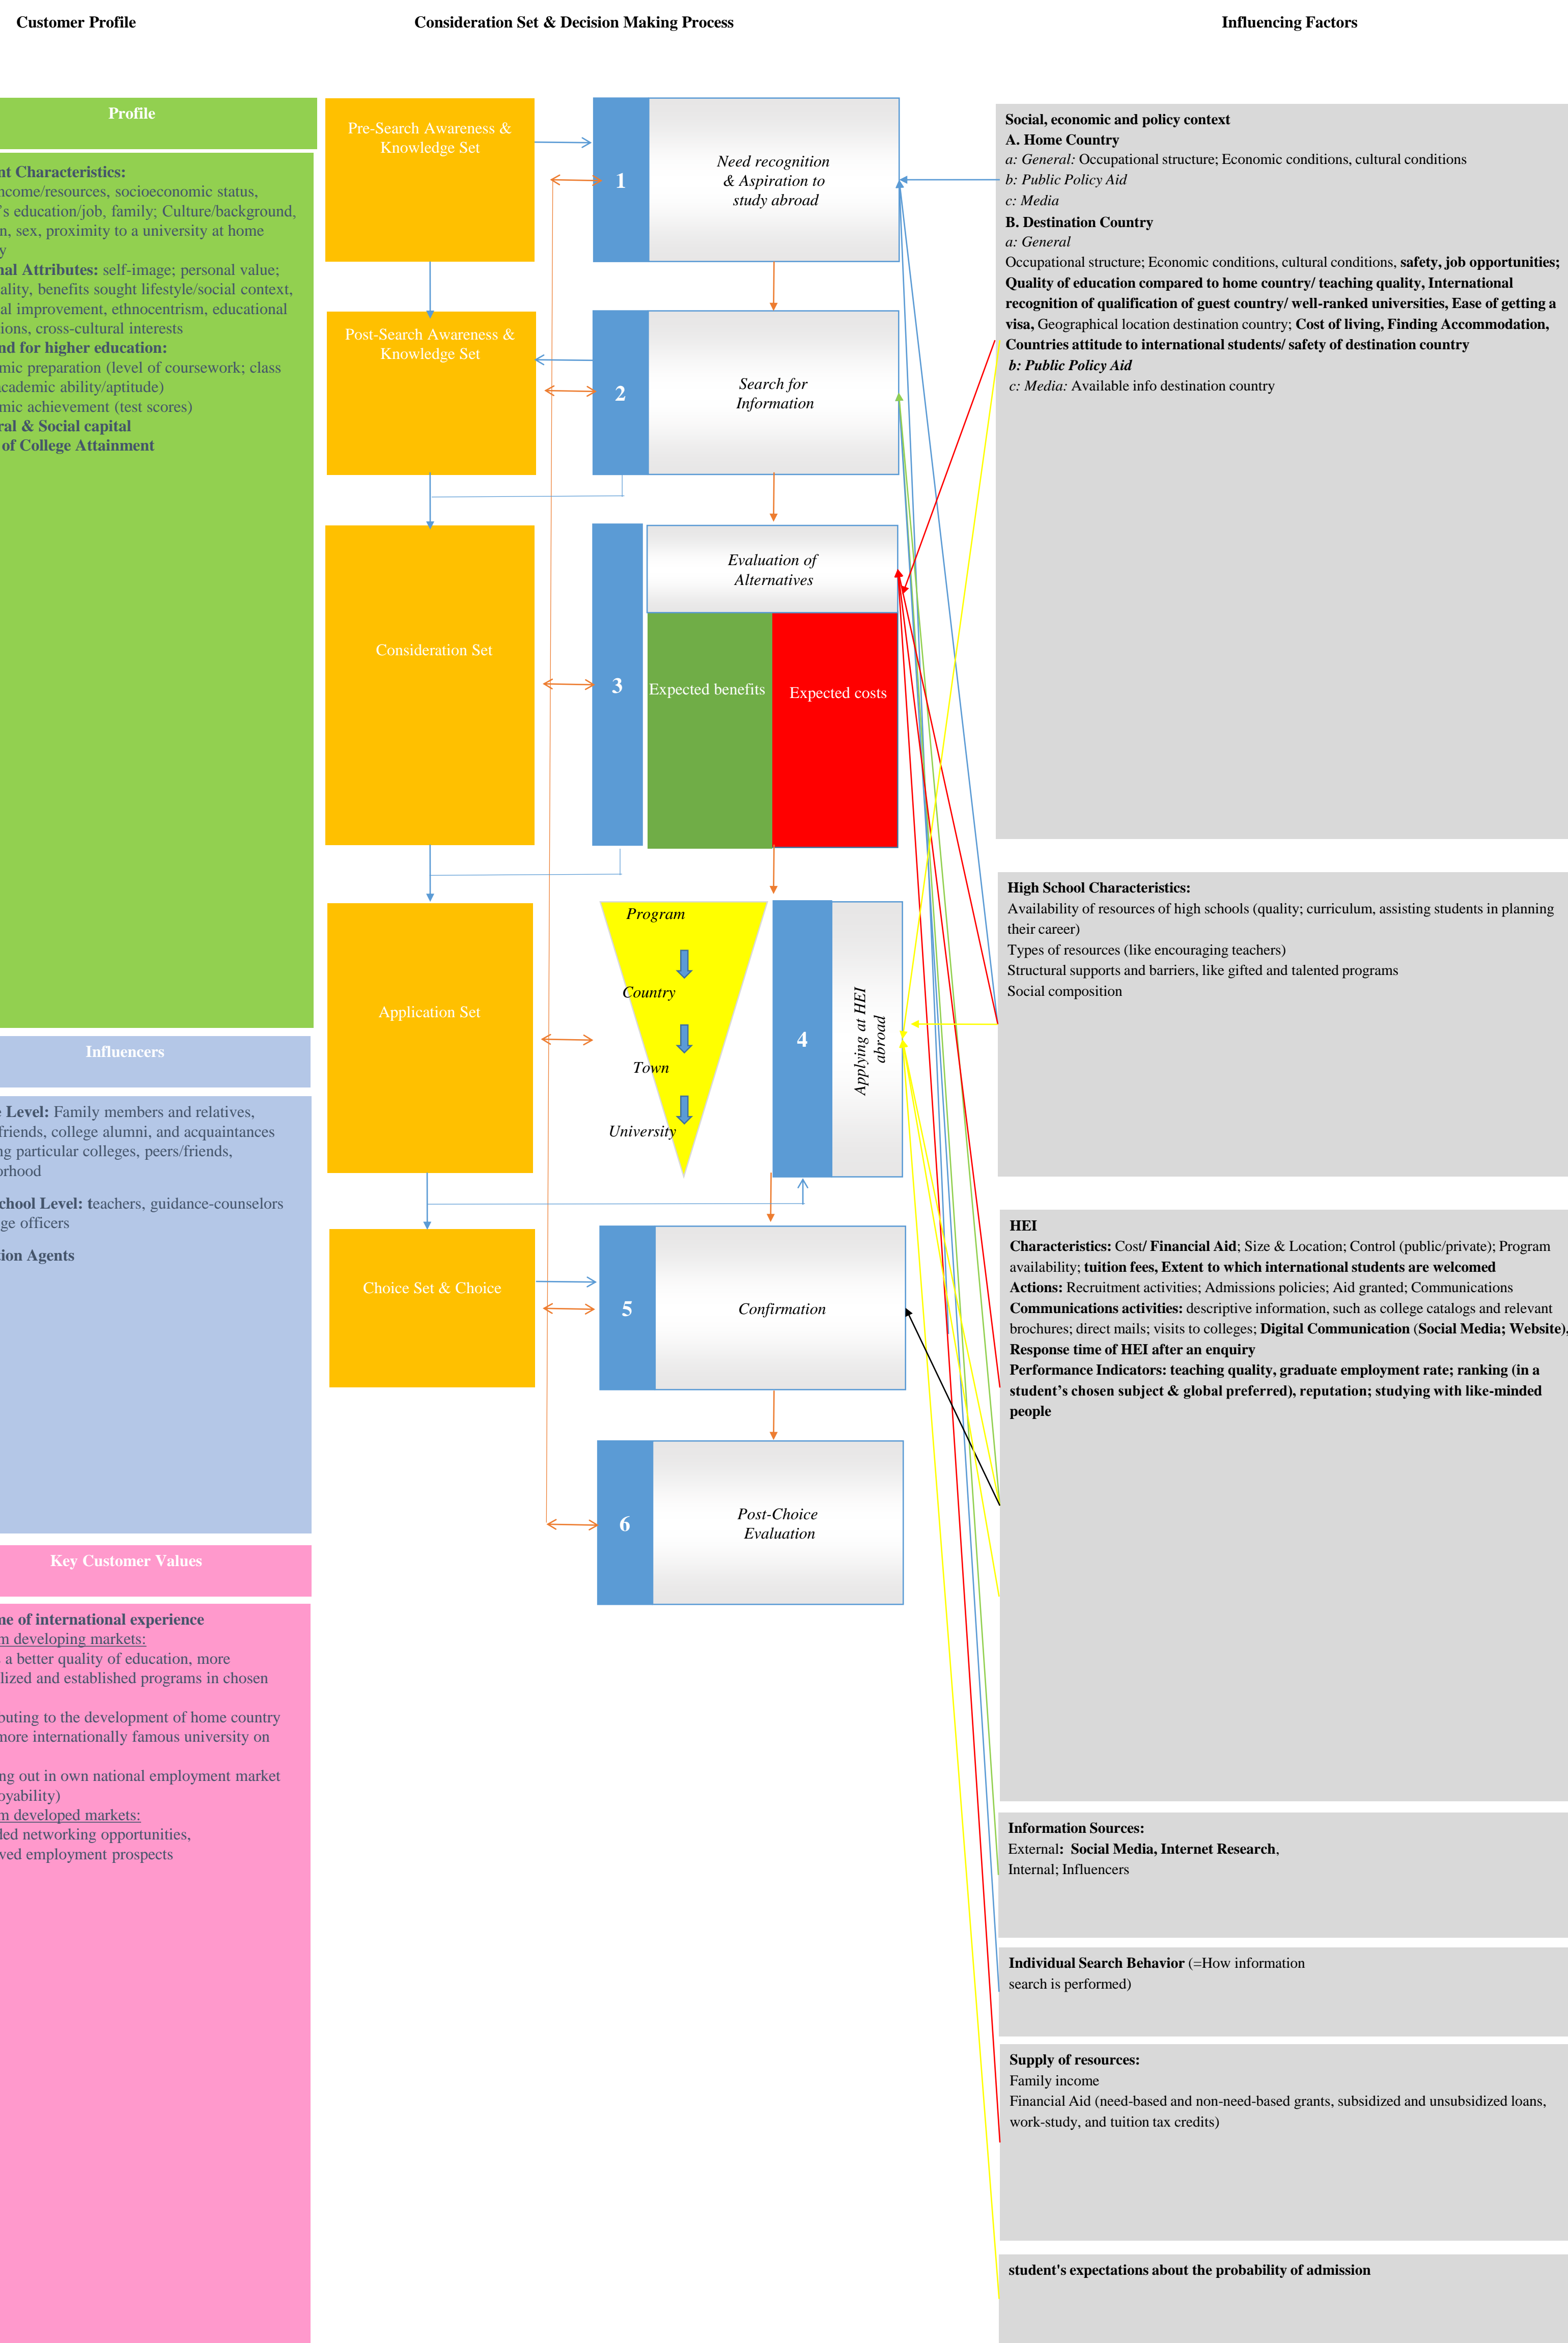 Customer Profile
Consideration Set & Decision Making Process
Influencing Factors
Profile
nt Characteristics:
ncome/resources, socioeconomic status,
’s education/job, family; Culture/background,
n, sex, proximity to a university at home
y
nal Attributes: self-image; personal value;
ality, benefits sought lifestyle/social context,
al improvement, ethnocentrism, educational
tions, cross-cultural interests
nd for higher education:
mic preparation (level of coursework; class
academic ability/aptitude)
mic achievement (test scores)
ral & Social capital
of College Attainment
Influencers
e Level: Family members and relatives,
friends, college alumni, and acquaintances
ng particular colleges, peers/friends,
orhood
chool Level: teachers, guidance-counselors
ge officers
tion Agents
Key Customer Values
me of international experience
m developing markets:
a better quality of education, more
lized and established programs in chosen
buting to the development of home country
more internationally famous university on
ng out in own national employment market
oyability)
m developed markets:
ded networking opportunities,
ved employment prospects
Pre-Search Awareness &
Knowledge Set
Post-Search Awareness &
Knowledge Set
Consideration Set
Application Set
Choice Set & Choice
1
Need recognition
& Aspiration to
study abroad
2
Search for
Information
3
Evaluation of
Alternatives
Expected benefits
Expected costs
Program
Country
Town
University
4
Applying at HEI
abroad
5
Confirmation
6
Post-Choice
Evaluation
Social, economic and policy context
A. Home Country
a: General: Occupational structure; Economic conditions, cultural conditions
b: Public Policy Aid
c: Media
B. Destination Country
a: General
Occupational structure; Economic conditions, cultural conditions, safety, job opportunities;
Quality of education compared to home country/ teaching quality, International
recognition of qualification of guest country/ well-ranked universities, Ease of getting a
visa, Geographical location destination country; Cost of living, Finding Accommodation,
Countries attitude to international students/ safety of destination country
b: Public Policy Aid
c: Media: Available info destination country
High School Characteristics:
Availability of resources of high schools (quality; curriculum, assisting students in planning
their career)
Types of resources (like encouraging teachers)
Structural supports and barriers, like gifted and talented programs
Social composition
HEI
Characteristics: Cost/ Financial Aid; Size & Location; Control (public/private); Program
availability; tuition fees, Extent to which international students are welcomed
Actions: Recruitment activities; Admissions policies; Aid granted; Communications
Communications activities: descriptive information, such as college catalogs and relevant
brochures; direct mails; visits to colleges; Digital Communication (Social Media; Website),
Response time of HEI after an enquiry
Performance Indicators: teaching quality, graduate employment rate; ranking (in a
student’s chosen subject & global preferred), reputation; studying with like-minded
people
Information Sources:
External: Social Media, Internet Research,
Internal; Influencers
Individual Search Behavior (=How information
search is performed)
Supply of resources:
Family income
Financial Aid (need-based and non-need-based grants, subsidized and unsubsidized loans,
work-study, and tuition tax credits)
student's expectations about the probability of admission